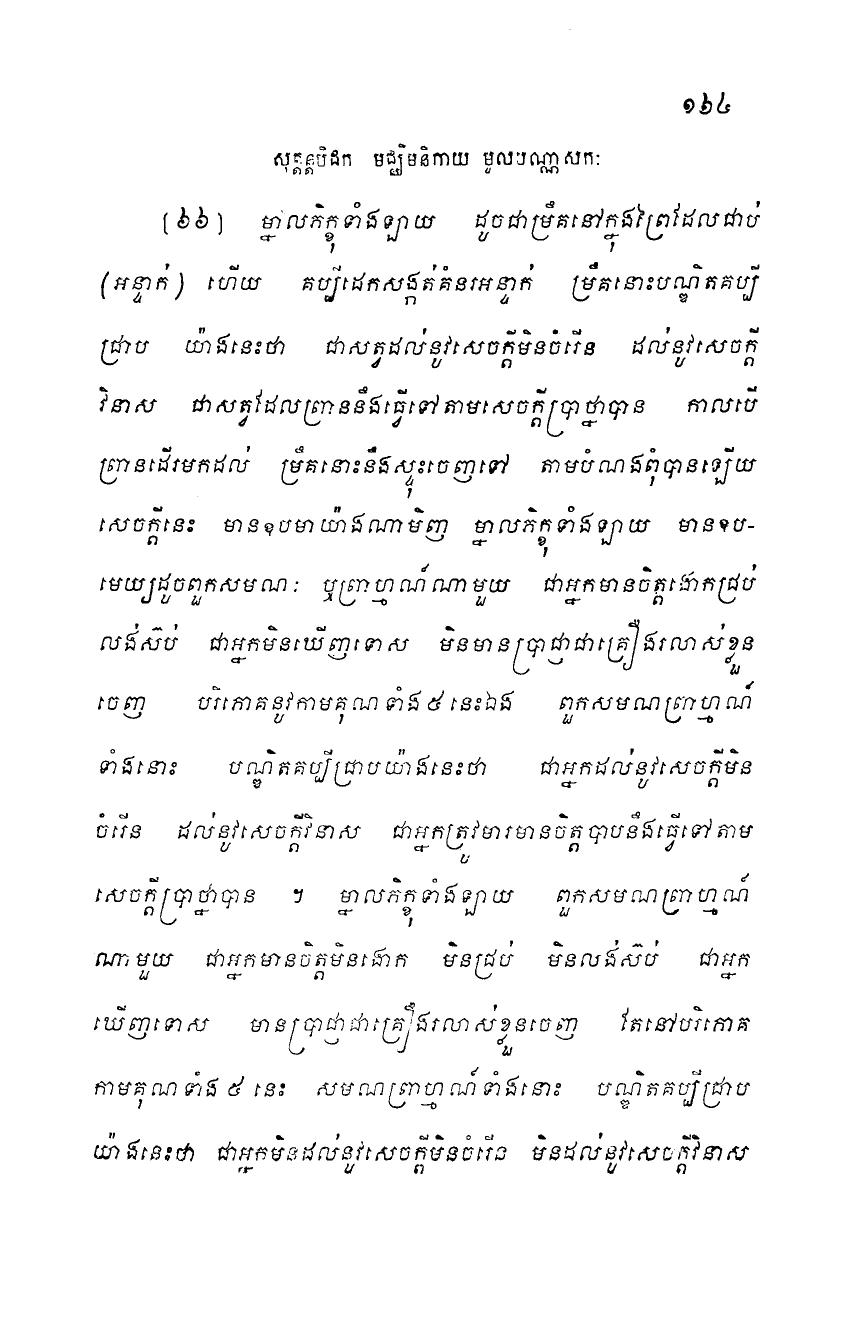 ១៦៤
សុត្តន្តបិដក មជ្ឈិមនិកាយ មូលបណ្ណាសកៈ
[៦៦] ម្នាលភិក្ខុទាំងឡាយ ដូចជាម្រឹគនៅក្នុងព្រៃដែលជាប់
(អន្ទាក់) ហើយ គប្បីដេកសង្កត់គំនរអន្ទាក់ ម្រឹគនោះបណ្ឌិតគប្បី
ជ្រាប យ៉ាងនេះថា ជាសត្វដល់នូវសេចក្តីមិនចំរើន ដល់នូវសេចក្តី
វិនាស ជាសត្វដែលព្រាននឹងធ្វើទៅតាមសេចក្តីប្រាថ្នាបាន កាលបើ
ព្រានដើរមកដល់ ម្រឹគនោះនឹងស្ទុះចេញទៅ តាមបំណងពុំបានឡើយ
សេចក្តីនេះ មានឧបមាយ៉ាងណាមិញ ម្នាលភិក្ខុទាំងឡាយ មានឧប-
មេយ្យដូចពួកសមណៈ ឬព្រាហ្មណ៍ណាមួយ ជាអ្នកមានចិត្តងោកជ្រប់
លង់ស៊ប់ ជាអ្នកមិនឃើញទោស មិនមានប្រាជ្ញាជាគ្រឿងរលាស់ខ្លួន
ចេញ បរិភោគនូវកាមគុណទាំង៥នេះឯង ពួកសមណព្រាហ្មណ៍
ទាំងនោះ បណ្ឌិតគប្បីជ្រាបយ៉ាងនេះថា ជាអ្នកដល់នូវសេចក្តីមិន
ចំរើន ដល់នូវសេចក្តីវិនាស ជាអ្នកត្រូវមារមានចិត្តបាបនឹងធ្វើទៅតាម
សេចក្តីប្រាថ្នាបាន ។ ម្នាលភិក្ខុទាំងឡាយ ពួកសមណព្រាហ្មណ៍
ណាមួយ ជាអ្នកមានចិត្តមិនងោក មិនជ្រប់ មិនលង់ស៊ប់ ជាអ្នក
ឃើញទោស មានប្រាជ្ញាជាគ្រឿងរលាស់ខ្លួនចេញ តែនៅបរិភោគ
កាមគុណទាំង៥នេះ សមណព្រាហ្មណ៍ទាំងនោះ បណ្ឌិតគប្បីជ្រាប
យ៉ាងនេះថា ជាអ្នកមិនដល់នូវសេចក្តីមិនចំរើន មិនដល់នូវសេចក្តីវិនាស